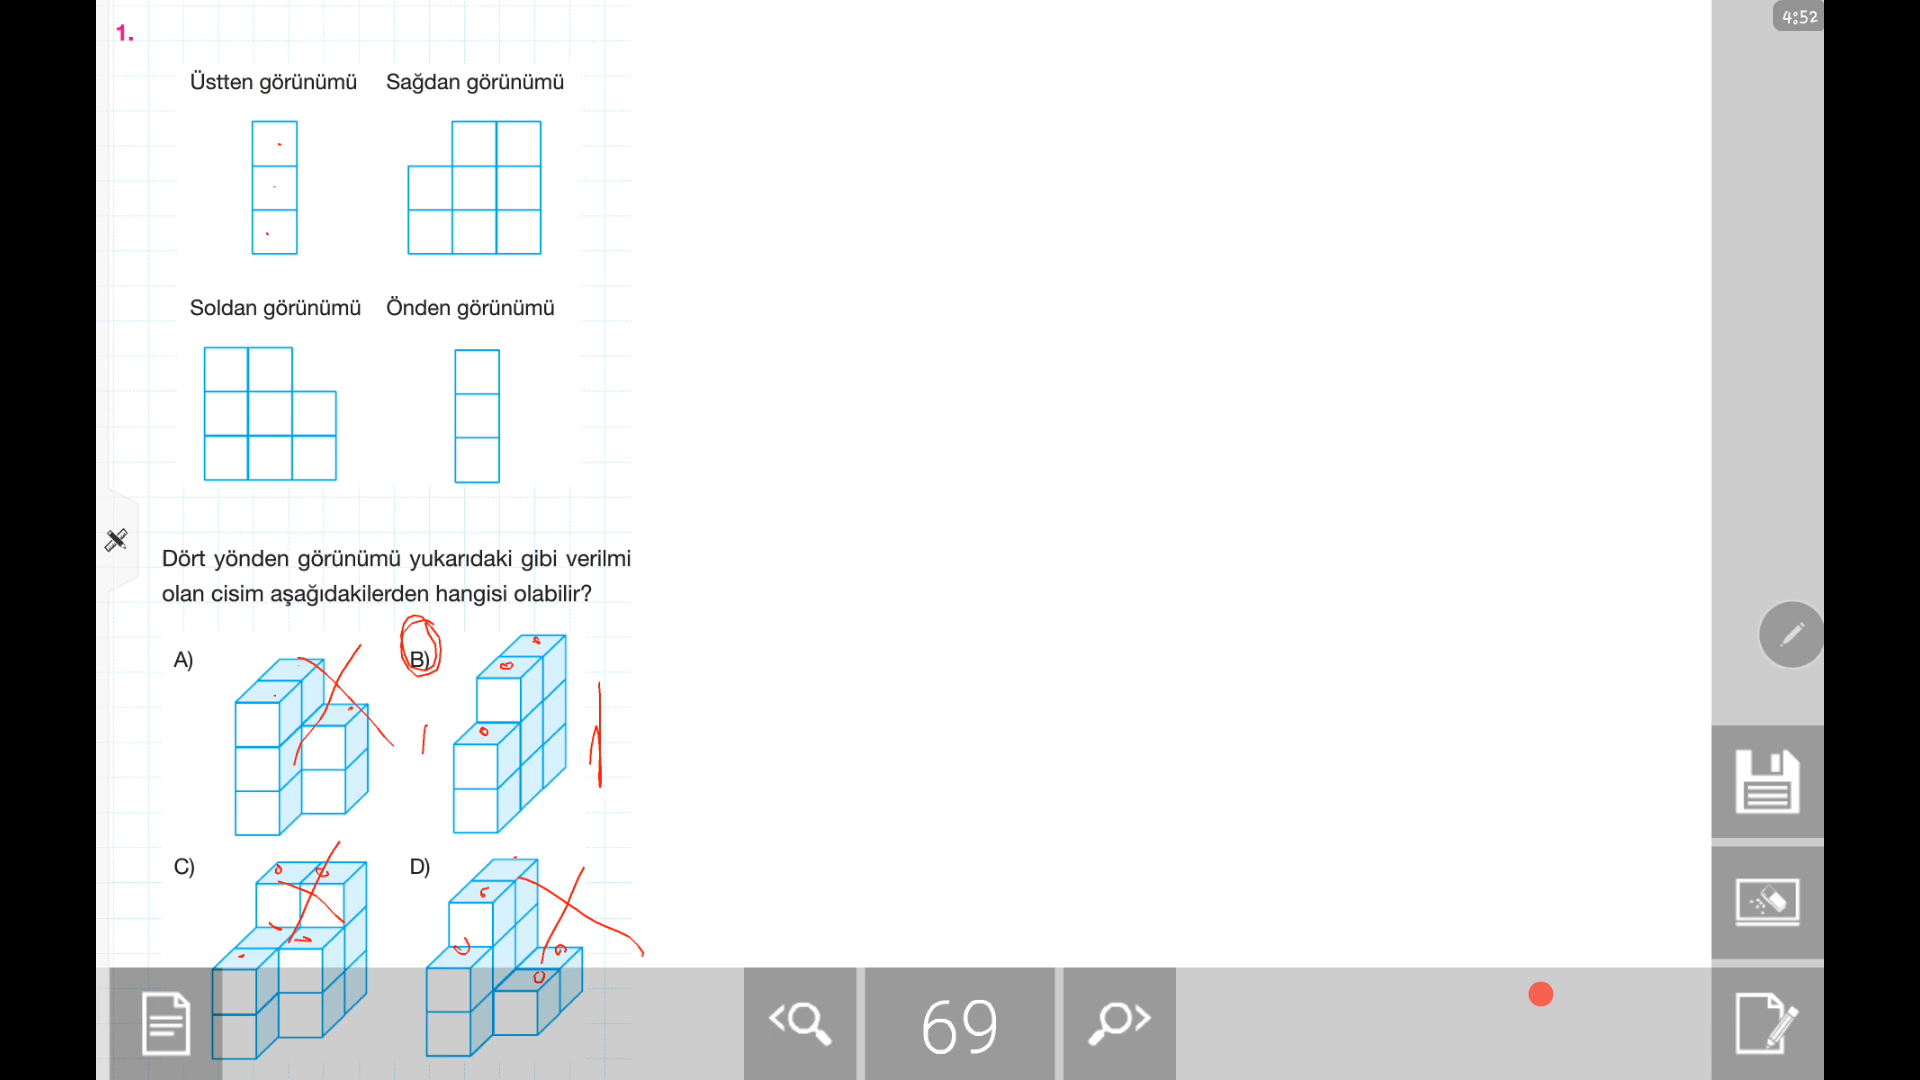 4:52
1.
Üstten görünümü Sağdan görünümü
Soldan görünümü Önden görünümü
Dört yönden görünümü yukarıdaki gibi verilmi
olan cisim aşağıdakilerden hangisi olabilir?
A) B)
C) D)
69